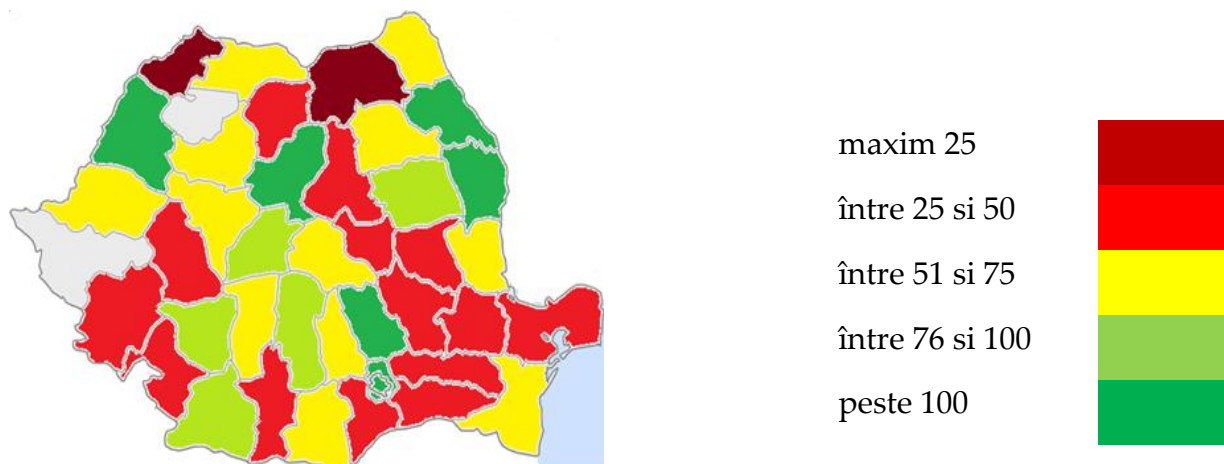 maxim 25
între 25 si 50
între 51 si 75
între 76 si 100
peste 100